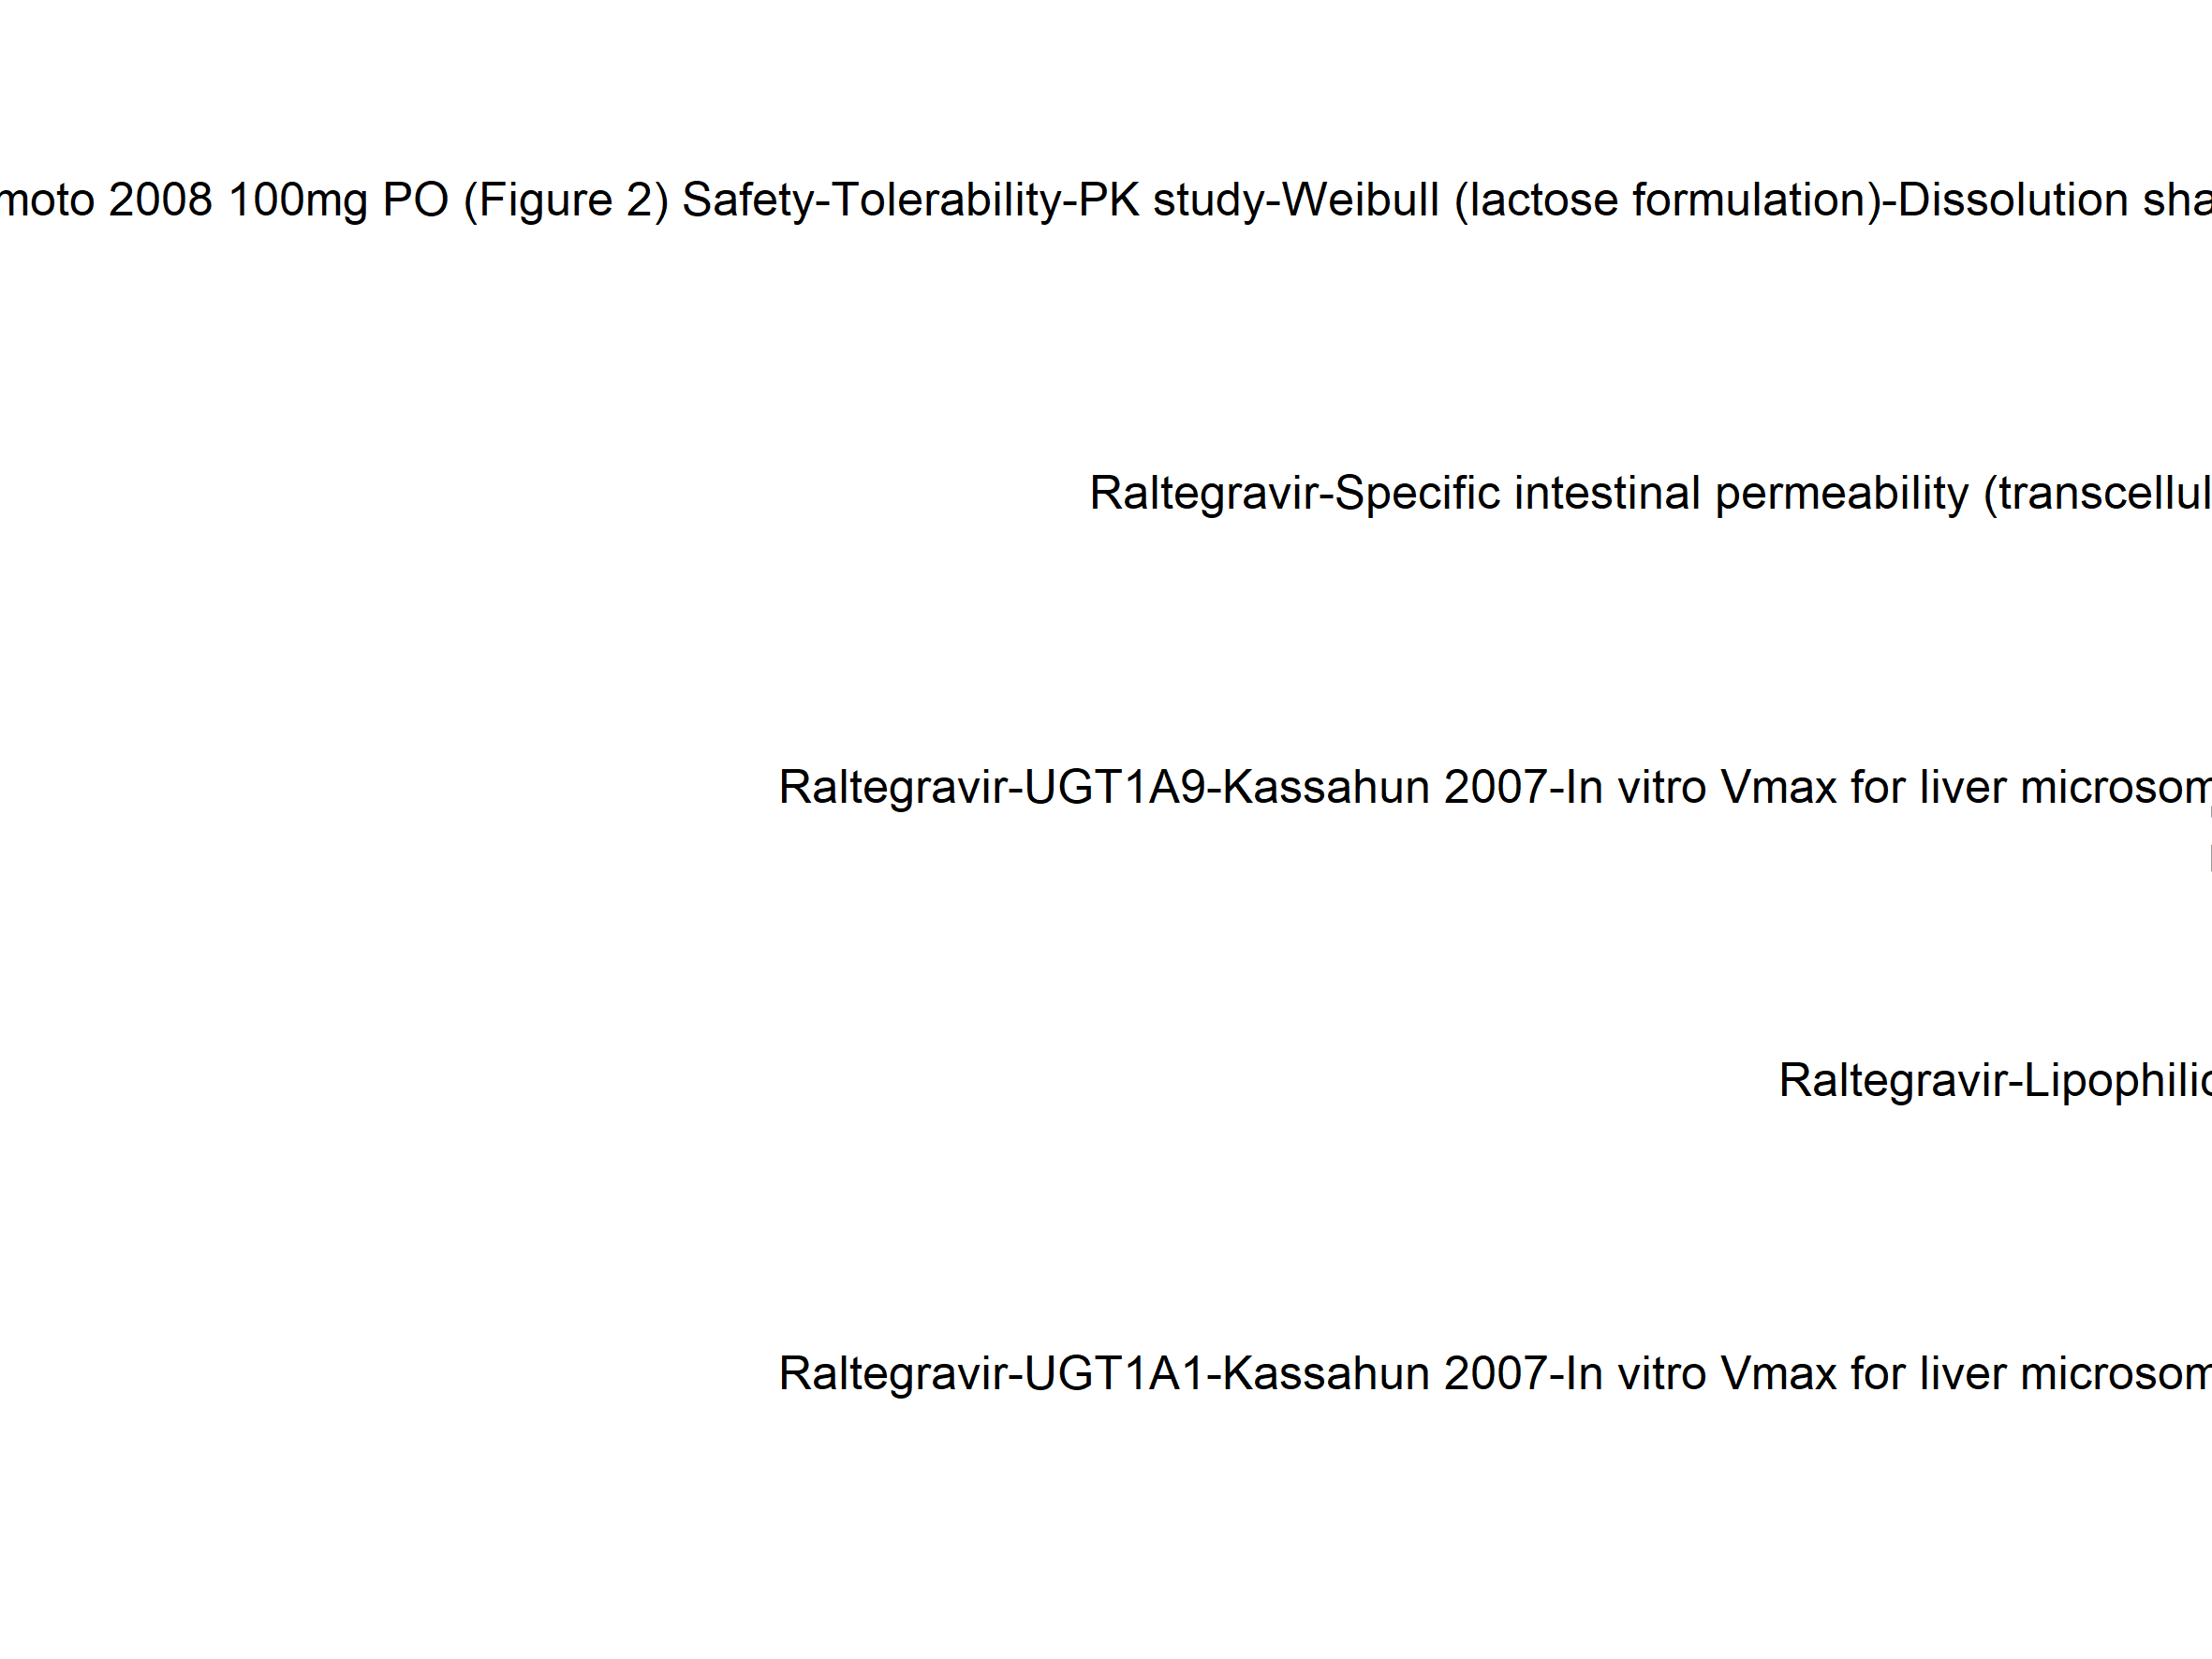 moto 2008 100mg PO (Figure 2) Safety-Tolerability-PK study-Weibull (lactose formulation)-Dissolution sha
Raltegravir-Specific intestinal permeability (transcellul
Raltegravir-UGT1A9-Kassahun 2007-In vitro Vmax for liver microsom
Raltegravir-Lipophilic
Raltegravir-UGT1A1-Kassahun 2007-In vitro Vmax for liver microsom